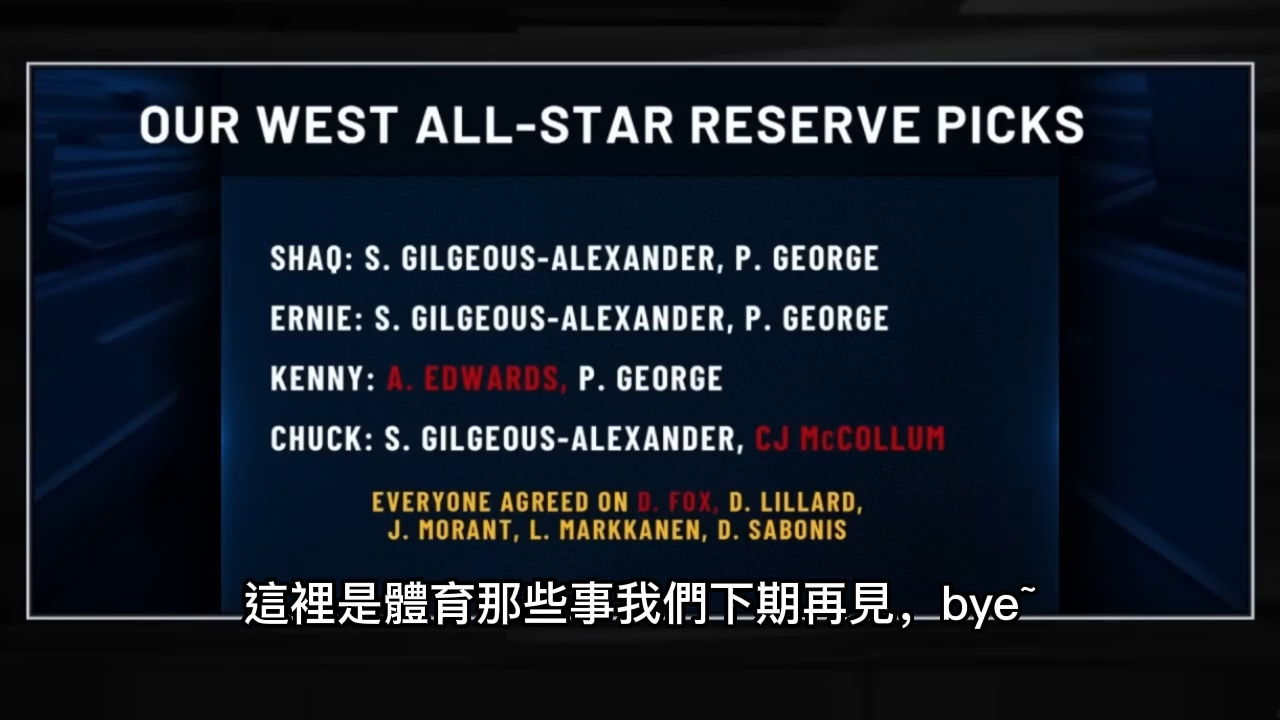 OUR WEST ALL-STAR RESERVE PICKS
SHAQ: S. GILGEOUS-ALEXANDER, P. GEORGE
ERNIE: S. GILGEOUS-ALEXANDER, P. GEORGE
KENNY: A. EDWARDS, P. GEORGE
CHUCK: S. GILGEOUS-ALEXANDER, CJ McCOLLUM
EVERYONE AGREED ON D. FOX, D. LILLARD,
J. MORANT, L. MARKKANEN, D. SABONIS
這裡是體育那些事我們下期再見，bye~